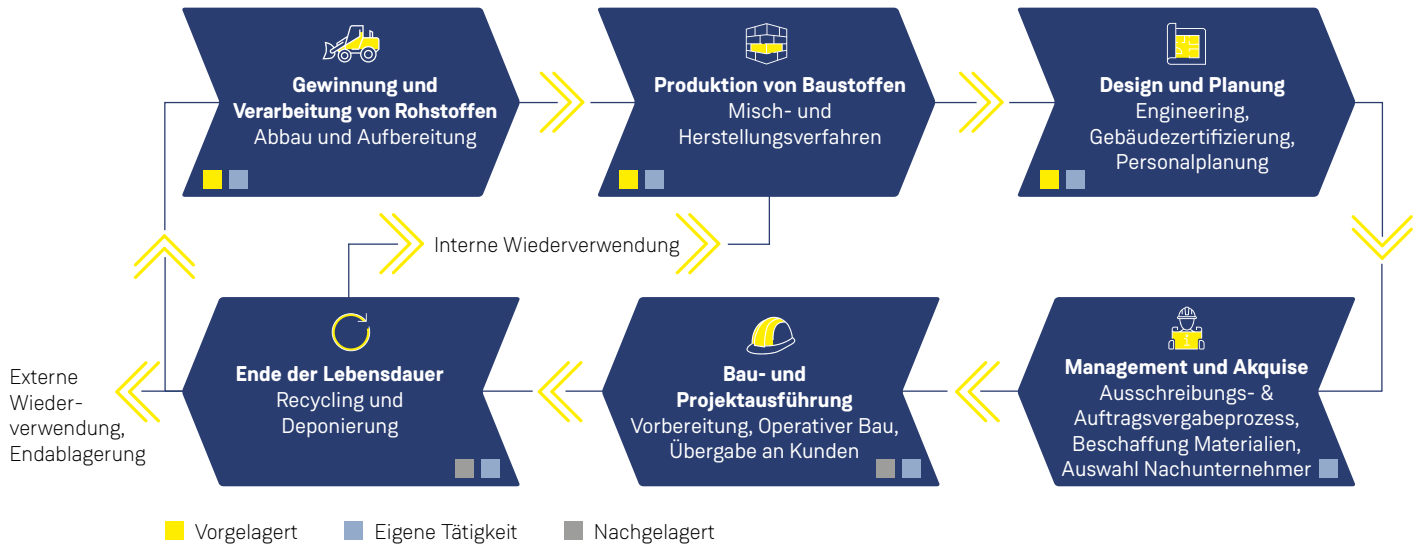 Gewinnung und
Verarbeitung von Rohstoffen
Abbau und Aufbereitung
Produktion von Baustoffen
Misch- und
Herstellungsverfahren
Design und Planung
Engineering,
Gebäudezertifizierung,
Personalplanung
Interne Wiederverwendung
Externe
Wieder-
verwendung,
Endablagerung
Ende der Lebensdauer
Recycling und
Deponierung
Bau- und
Projektausführung
Vorbereitung, Operativer Bau,
Übergabe an Kunden
Management und Akquise
Ausschreibungs- &
Auftragsvergabeprozess,
Beschaffung Materialien,
Auswahl Nachunternehmer
Vorgelagert
Eigene Tätigkeit
Nachgelagert